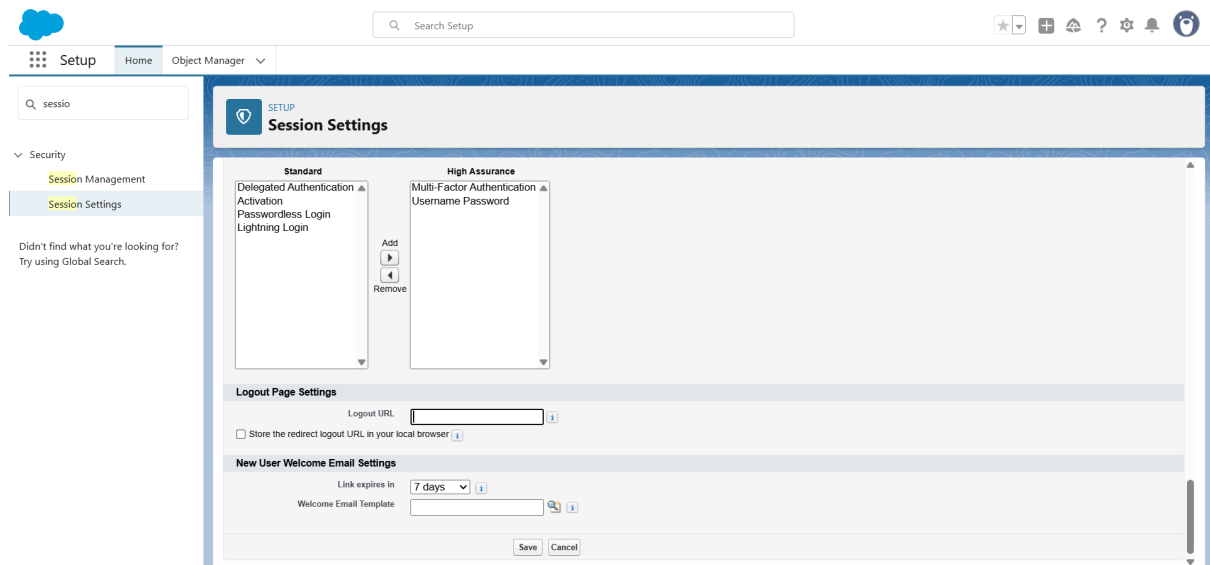 Search Setup
Setup
Home
Object Manager
sessio
Security
Session Management
Session Settings
Didn't find what you're looking for?
Try using Global Search.
SETUP
Session Settings
Standard
High Assurance
Delegated Authentication
Activation
Passwordless Login
Lightning Login
Add
Remove
Multi-Factor Authentication
Username Password
Logout Page Settings
Logout URL
Store the redirect logout URL in your local browser
New User Welcome Email Settings
Link expires in
7 days
Welcome Email Template
Save
Cancel